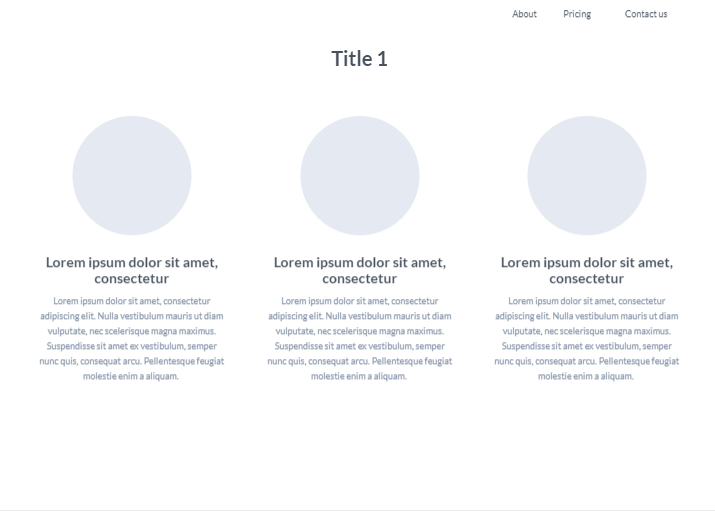 About Pricing Contact us
Title 1
Lorem ipsum dolor sit amet,
consectetur
Lorem ipsum dolor sit amet, consectetur
adipiscing elit. Nulla vestibulum mauris ut diam
vulputate, nec scelerisque magna maximus.
Suspendisse sit amet ex vestibulum, semper
nunc quis, consequat arcu. Pellentesque feugiat
molestie enim a aliquam.
Lorem ipsum dolor sit amet,
consectetur
Lorem ipsum dolor sit amet, consectetur
adipiscing elit. Nulla vestibulum mauris ut diam
vulputate, nec scelerisque magna maximus.
Suspendisse sit amet ex vestibulum, semper
nunc quis, consequat arcu. Pellentesque feugiat
molestie enim a aliquam.
Lorem ipsum dolor sit amet,
consectetur
Lorem ipsum dolor sit amet, consectetur
adipiscing elit. Nulla vestibulum mauris ut diam
vulputate, nec scelerisque magna maximus.
Suspendisse sit amet ex vestibulum, semper
nunc quis, consequat arcu. Pellentesque feugiat
molestie enim a aliquam.